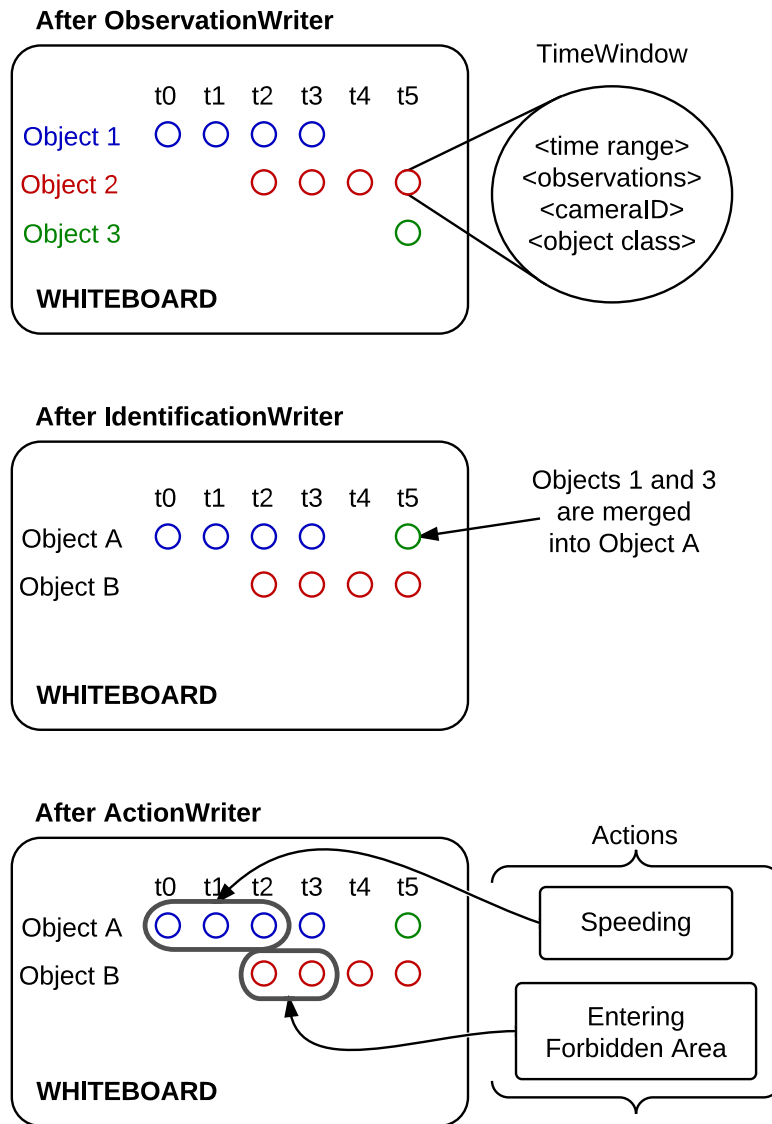 After ObservationWriter
TimeWindow
t0 t1 t2 t3 t4 t5
Object 1
Object 2
Object 3
<time range>
<observations>
<cameraID>
<object class>
WHITEBOARD
After IdentificationWriter
t0 t1 t2 t3 t4 t5
Object A
Object B
Objects 1 and 3
are merged
into Object A
WHITEBOARD
After ActionWriter
Actions
t0 t1 t2 t3 t4 t5
Object A
Object B
Speeding
Entering
Forbidden Area
WHITEBOARD